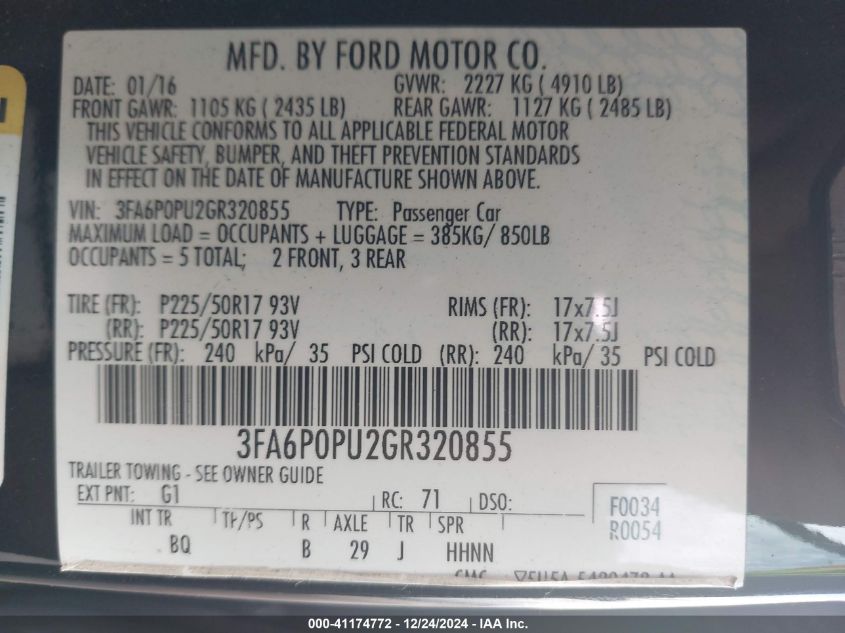 MFD. BY FORD MOTOR CO.
DATE: 01/16 GVWR: 2227 KG ( 4910 LB)
FRONT GAWR: 1105 KG ( 2435 LB) REAR GAWR: 1127 KG ( 2485 LB)
THIS VEHICLE CONFORMS TO ALL APPLICABLE FEDERAL MOTOR
VEHICLE SAFETY, BUMPER, AND THEFT PREVENTION STANDARDS
IN EFFECT ON THE DATE OF MANUFACTURE SHOWN ABOVE.
VIN: 3FA6P0PU2GR320855 TYPE: Passenger Car
MAXIMUM LOAD = OCCUPANTS + LUGGAGE = 385KG/ 850LB
OCCUPANTS = 5 TOTAL; 2 FRONT, 3 REAR
TIRE (FR): P225/50R17 93V RIMS (FR): 17x7.5J
(RR): P225/50R17 93V (RR): 17x7.5J
PRESSURE (FR): 240 kPa/ 35 PSI COLD (RR): 240 kPa/ 35 PSI COLD
3FA6P0PU2GR320855
TRAILER TOWING - SEE OWNER GUIDE
EXT PNT: G1 RC: 71 DSO: F0034
R0054
INT TR TP/PS R AXLE TR SPR
BQ B 29 J HHNN
000-41174772 - 12/24/2024 - IAA Inc.